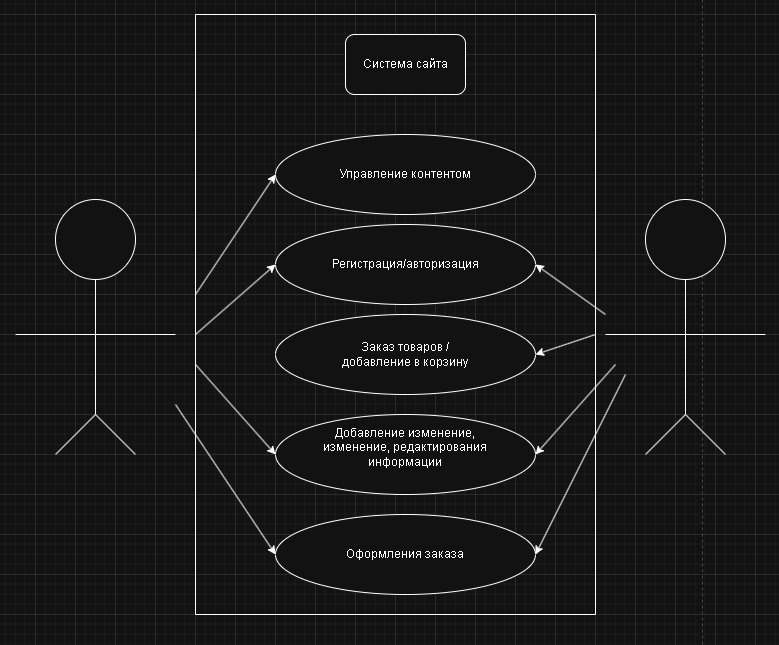 Система сайта
Управление контентом
Регистрация/авторизация
Заказ товаров /
добавление в корзину
Добавление изменение,
изменение, редактирования
информации
Оформления заказа